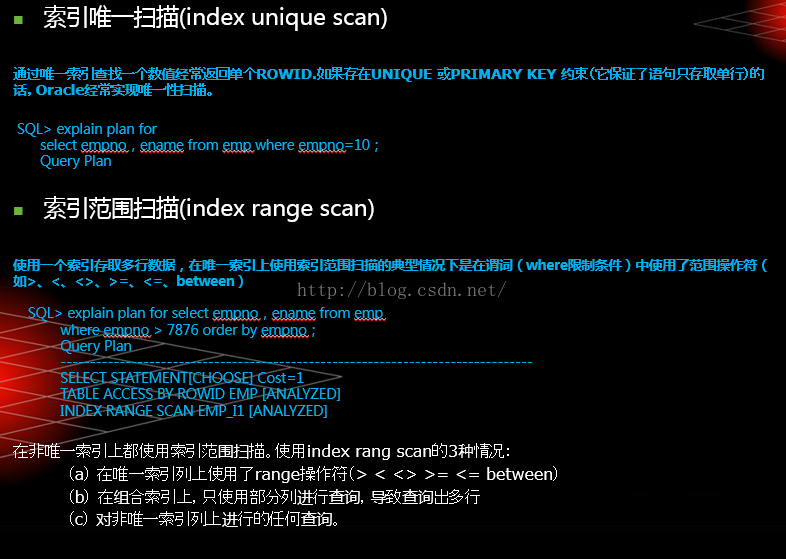 索引唯一扫描(index unique scan)
通过唯一索引查找一个数值经常返回单个ROWID.如果存在UNIQUE 或PRIMARY KEY 约束(它保证了语句只存取单行)的
话, Oracle经常实现唯一性扫描。
SQL> explain plan for
select empno , ename from emp where empno=10 ;
Query Plan
索引范围扫描(index range scan)
使用一个索引存取多行数据，在唯一索引上使用索引范围扫描的典型情况下是在谓词（where限制条件）中使用了范围操作符（
如>、<、<>、>=、<=、between）
http://blog.csdn.net/
SQL> explain plan for select empno , ename from emp
where empno > 7876 order by empno ;
Query Plan
--------------------------------------------------------------------------------
SELECT STATEMENT[CHOOSE] Cost=1
TABLE ACCESS BY ROWID EMP [ANALYZED]
INDEX RANGE SCAN EMP_I1 [ANALYZED]
在非唯一索引上都使用索引范围扫描。使用index rang scan的3种情况:
(a) 在唯一索引列上使用了range操作符(> < <> >= <= between)
(b) 在组合索引上, 只使用部分列进行查询, 导致查询出多行
(c) 对非唯一索引列上进行的任何查询。